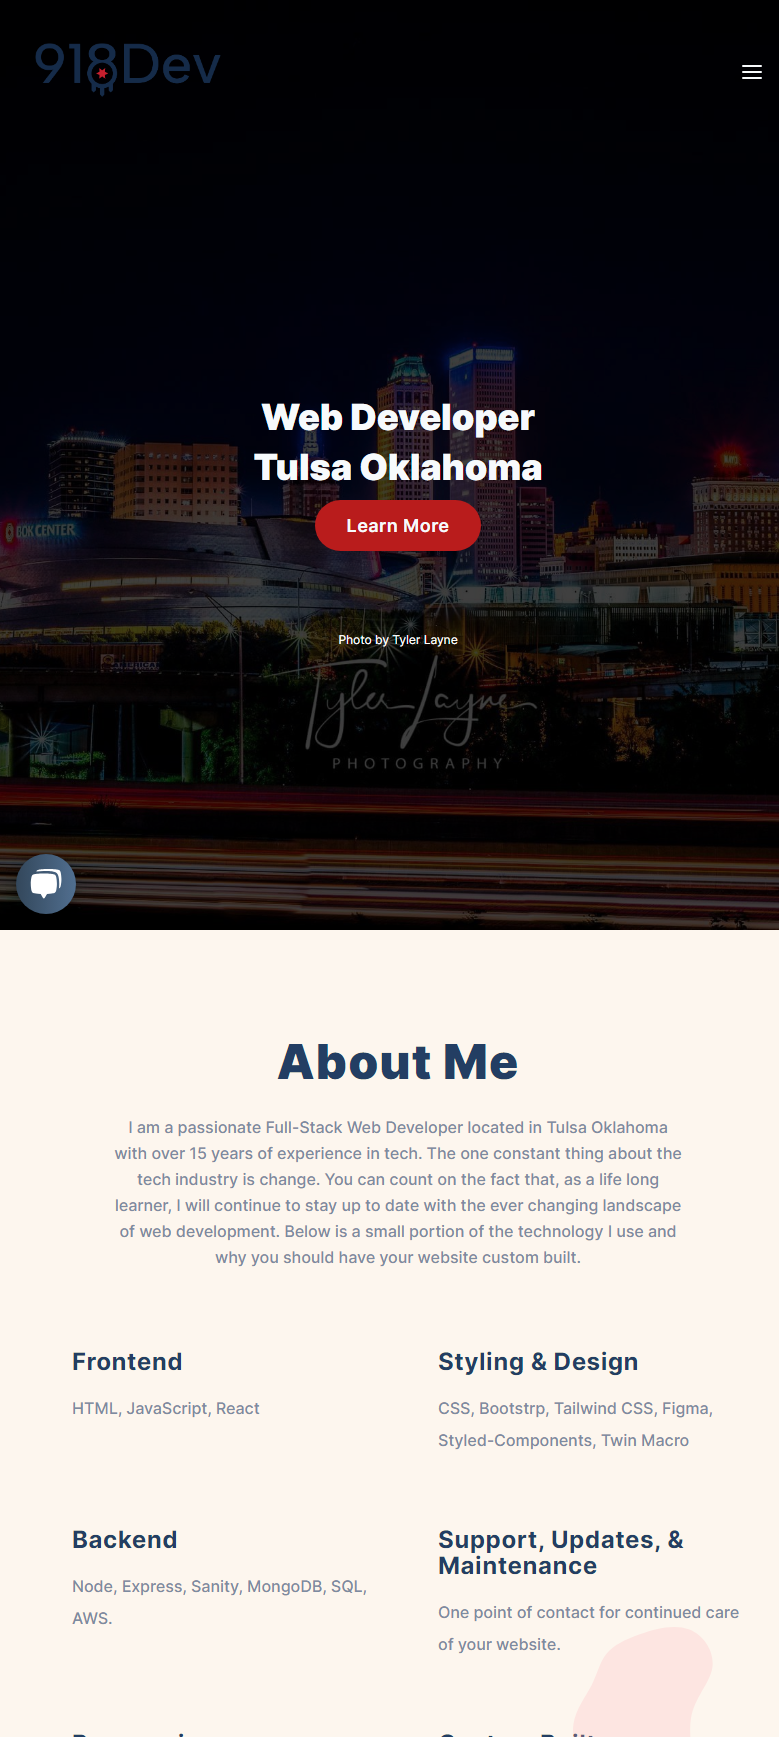 918Dev
Web Developer
Tulsa Oklahoma
BOK CENTER
Learn More
Photo by Tyler Layne
AMERICAN
Tyler Layne
PHOTOGRAPHY
About Me
I am a passionate Full-Stack Web Developer located in Tulsa Oklahoma
with over 15 years of experience in tech. The one constant thing about the
tech industry is change. You can count on the fact that, as a life long
learner, I will continue to stay up to date with the ever changing landscape
of web development. Below is a small portion of the technology I use and
why you should have your website custom built.
Frontend
Styling & Design
HTML, JavaScript, React
CSS, Bootstrp, Tailwind CSS, Figma,
Styled-Components, Twin Macro
Backend
Support, Updates, &
Maintenance
Node, Express, Sanity, MongoDB, SQL,
AWS.
One point of contact for continued care
of your website.